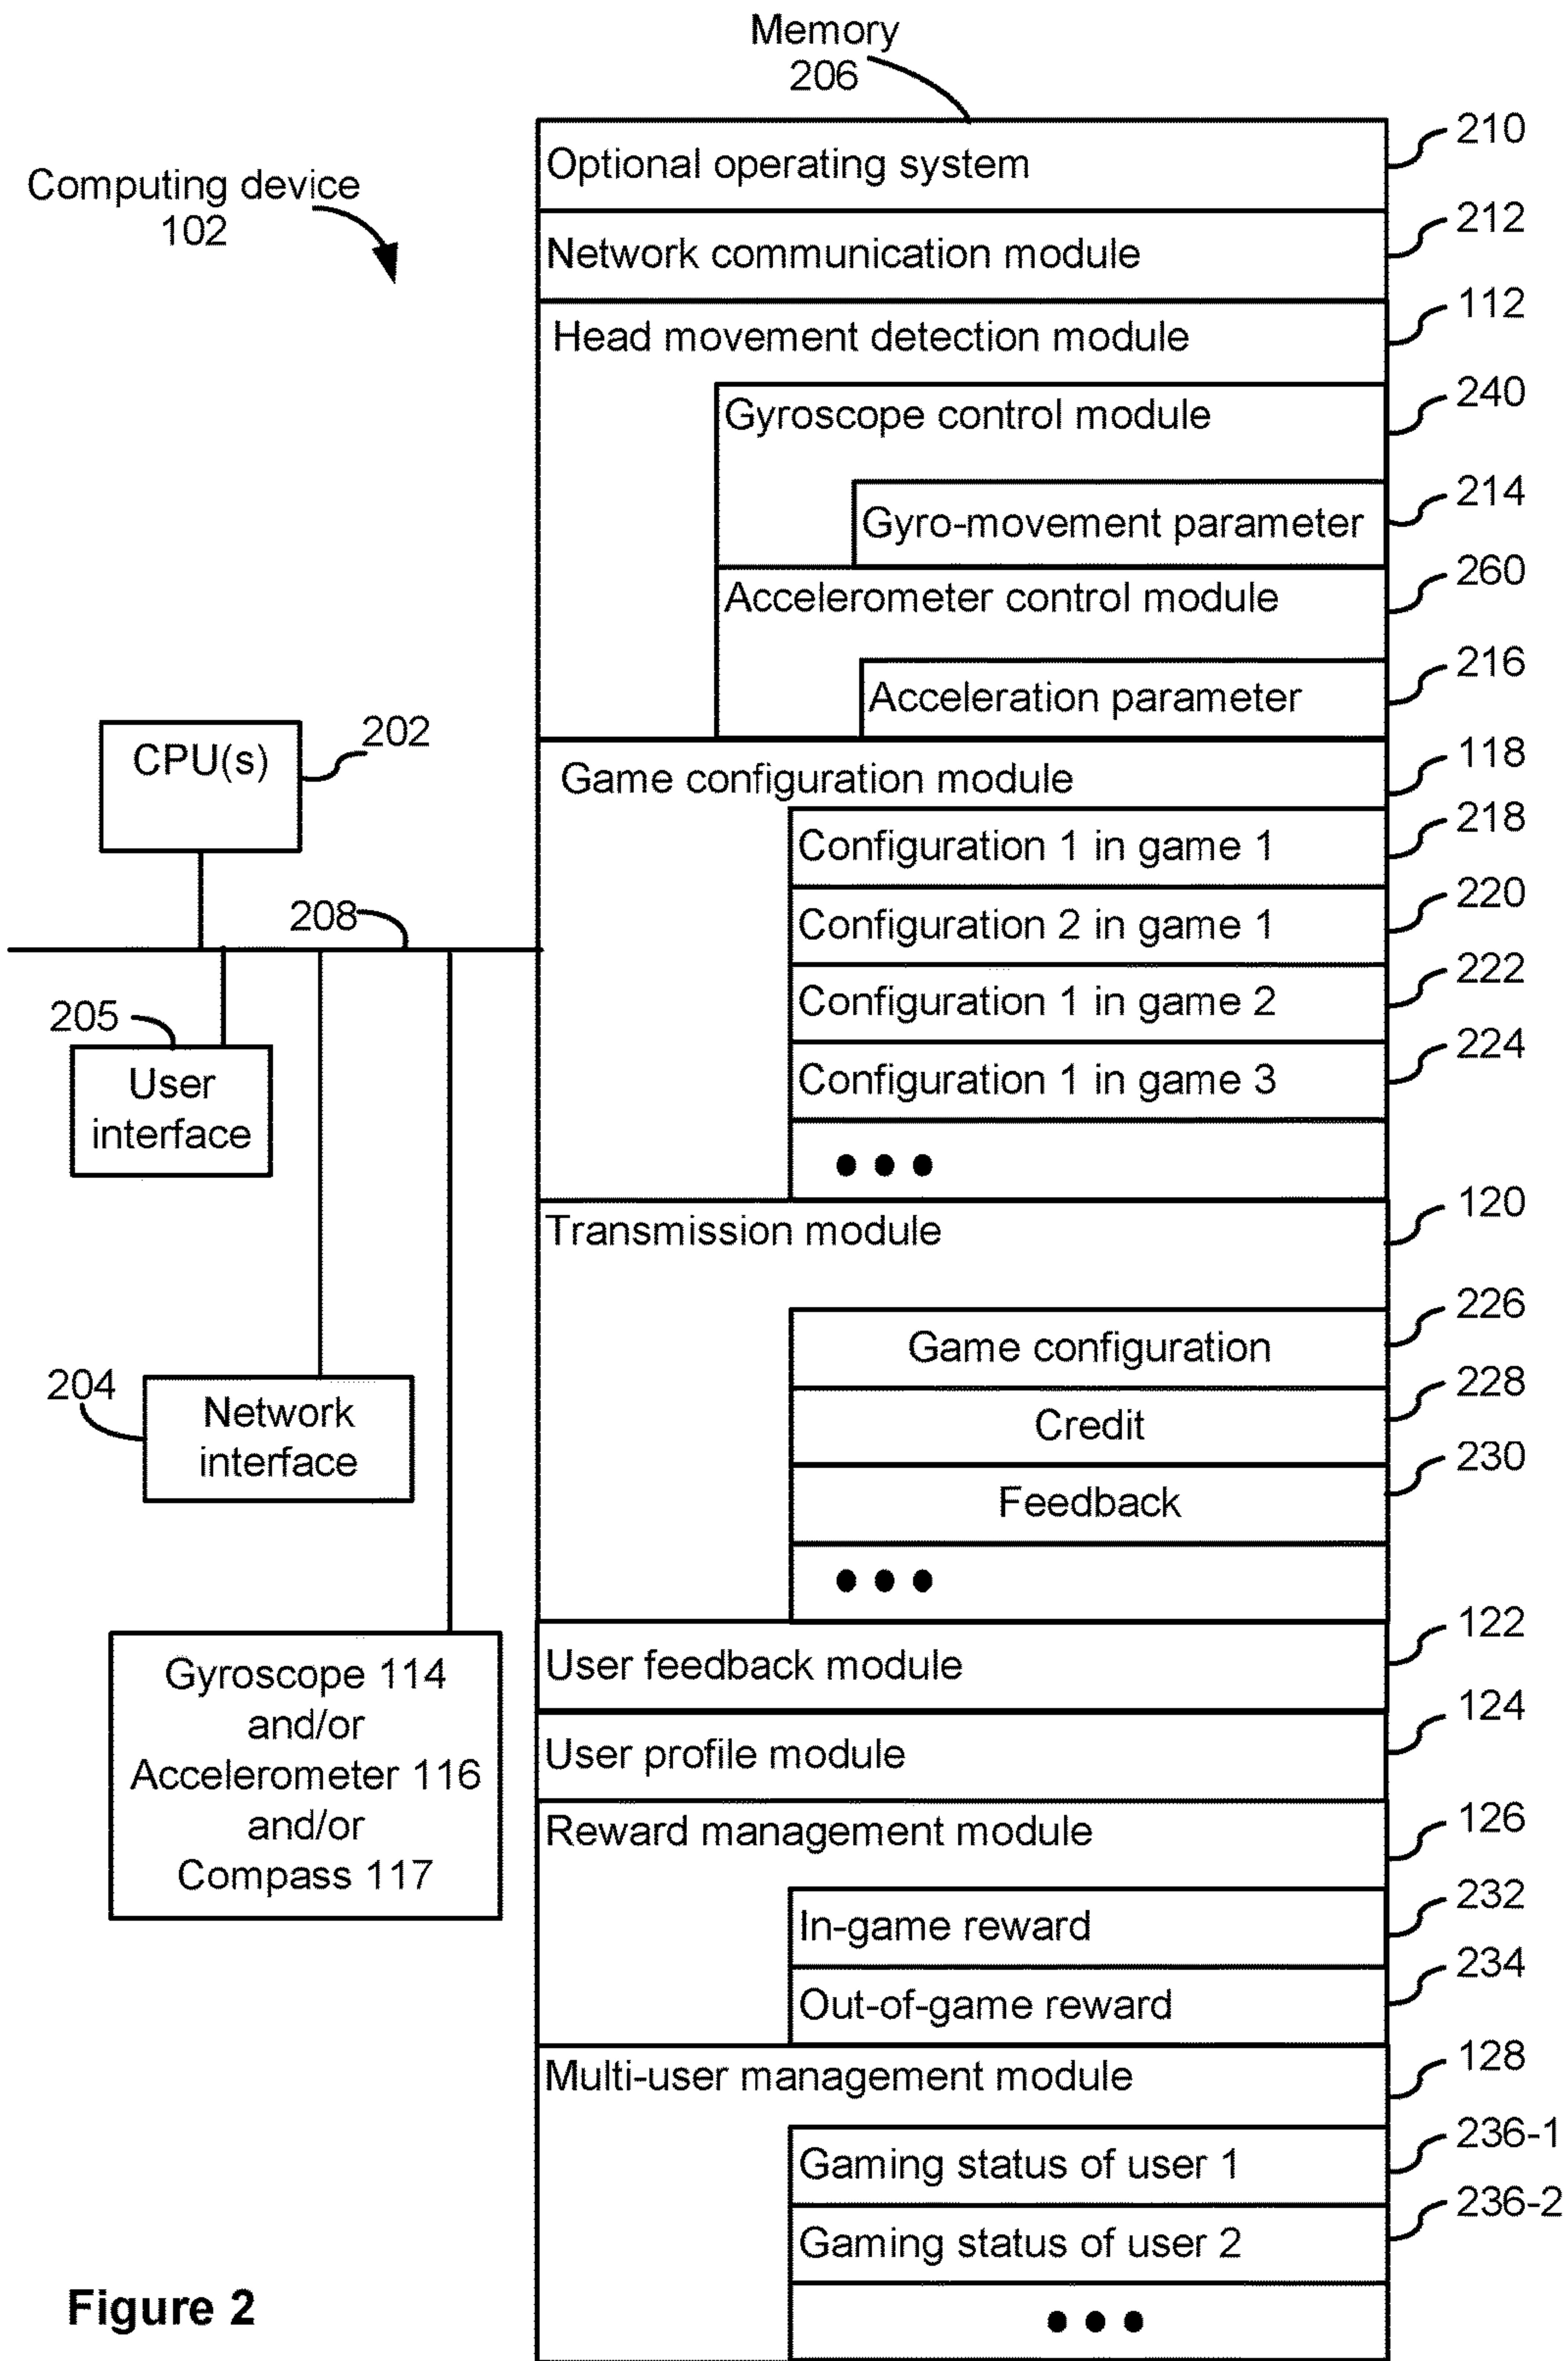 Memory
206
Computing device
102
Optional operating system
210
Network communication module
212
Head movement detection module
112
Gyroscope control module
240
Gyro-movement parameter
214
Accelerometer control module
260
Acceleration parameter
216
CPU(s)
202
Game configuration module
118
Configuration 1 in game 1
218
Configuration 2 in game 1
220
208
Configuration 1 in game 2
222
205
User
interface
Configuration 1 in game 3
224
Transmission module
120
Game configuration
226
204
Network
interface
Credit
228
Feedback
230
Gyroscope 114
and/or
Accelerometer 116
and/or
Compass 117
User feedback module
122
User profile module
124
Reward management module
126
In-game reward
232
Out-of-game reward
234
Multi-user management module
128
Gaming status of user 1
236-1
Gaming status of user 2
236-2
Figure 2